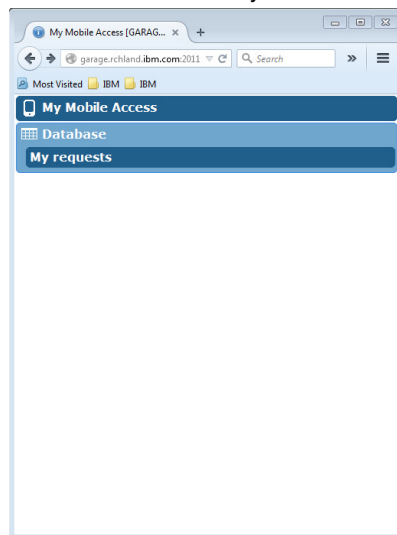 My Mobile Access [GARAG...
garage.rchland.ibm.com:2011
Search
Most Visited IBM IBM
My Mobile Access
Database
My requests